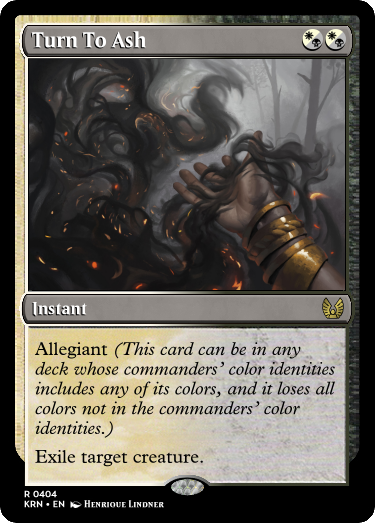 Turn To Ash
Instant
Allegiant (This card can be in any
deck whose commanders' color identities
includes any of its colors, and it loses all
colors not in the commanders' color
identities.)
Exile target creature.
R 0404
KRN • EN Henrique Lindner